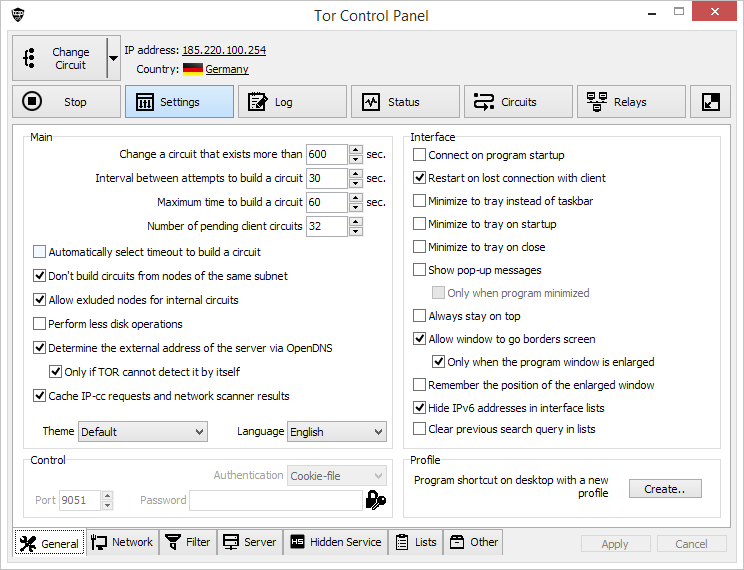 Tor Control Panel
Change Circuit
IP address: 185.220.100.254
Country: Germany
Stop
Settings
Log
Status
Circuits
Relays
Main
Change a circuit that exists more than 600 sec.
Interval between attempts to build a circuit 30 sec.
Maximum time to build a circuit 60 sec.
Number of pending client circuits 32
Automatically select timeout to build a circuit
Don't build circuits from nodes of the same subnet
Allow exluded nodes for internal circuits
Perform less disk operations
Determine the external address of the server via OpenDNS
Only if TOR cannot detect it by itself
Cache IP-cc requests and network scanner results
Theme Default
Language English
Interface
Connect on program startup
Restart on lost connection with client
Minimize to tray instead of taskbar
Minimize to tray on startup
Minimize to tray on close
Show pop-up messages
Only when program minimized
Always stay on top
Allow window to go borders screen
Only when the program window is enlarged
Remember the position of the enlarged window
Hide IPv6 addresses in interface lists
Clear previous search query in lists
Control
Authentication Cookie-file
Port 9051
Password
Profile
Program shortcut on desktop with a new
profile
Create..
General
Network
Filter
Server
HS Hidden Service
Lists
Other
Apply
Cancel